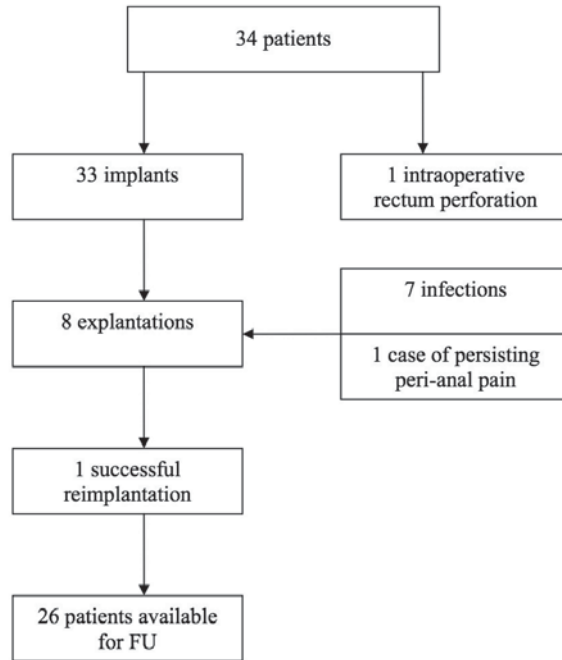 34 patients
33 implants
1 intraoperative
rectum perforation
7 infections
8 explantations
1 case of persisting
peri-anal pain
1 successful
reimplantation
26 patients available
for FU